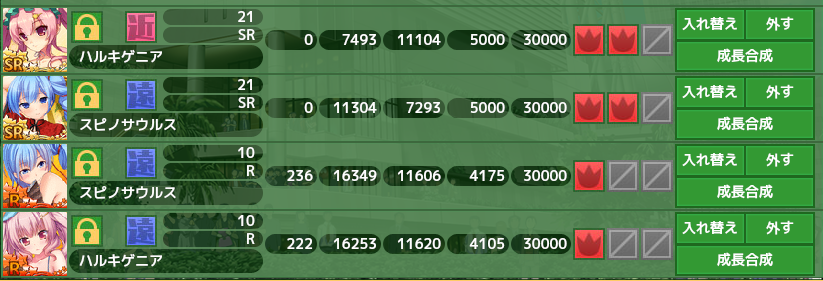 SR
近
21
SR
ハルキゲニア
0 7493 11104 5000 30000
入れ替え 外す
成長合成
SR
遠
21
SR
スピノサウルス
0 11304 7293 5000 30000
入れ替え 外す
成長合成
R
遠
10
R
スピノサウルス
236 16349 11606 4175 30000
入れ替え 外す
成長合成
R
遠
10
R
ハルキゲニア
222 16253 11620 4105 30000
入れ替え 外す
成長合成